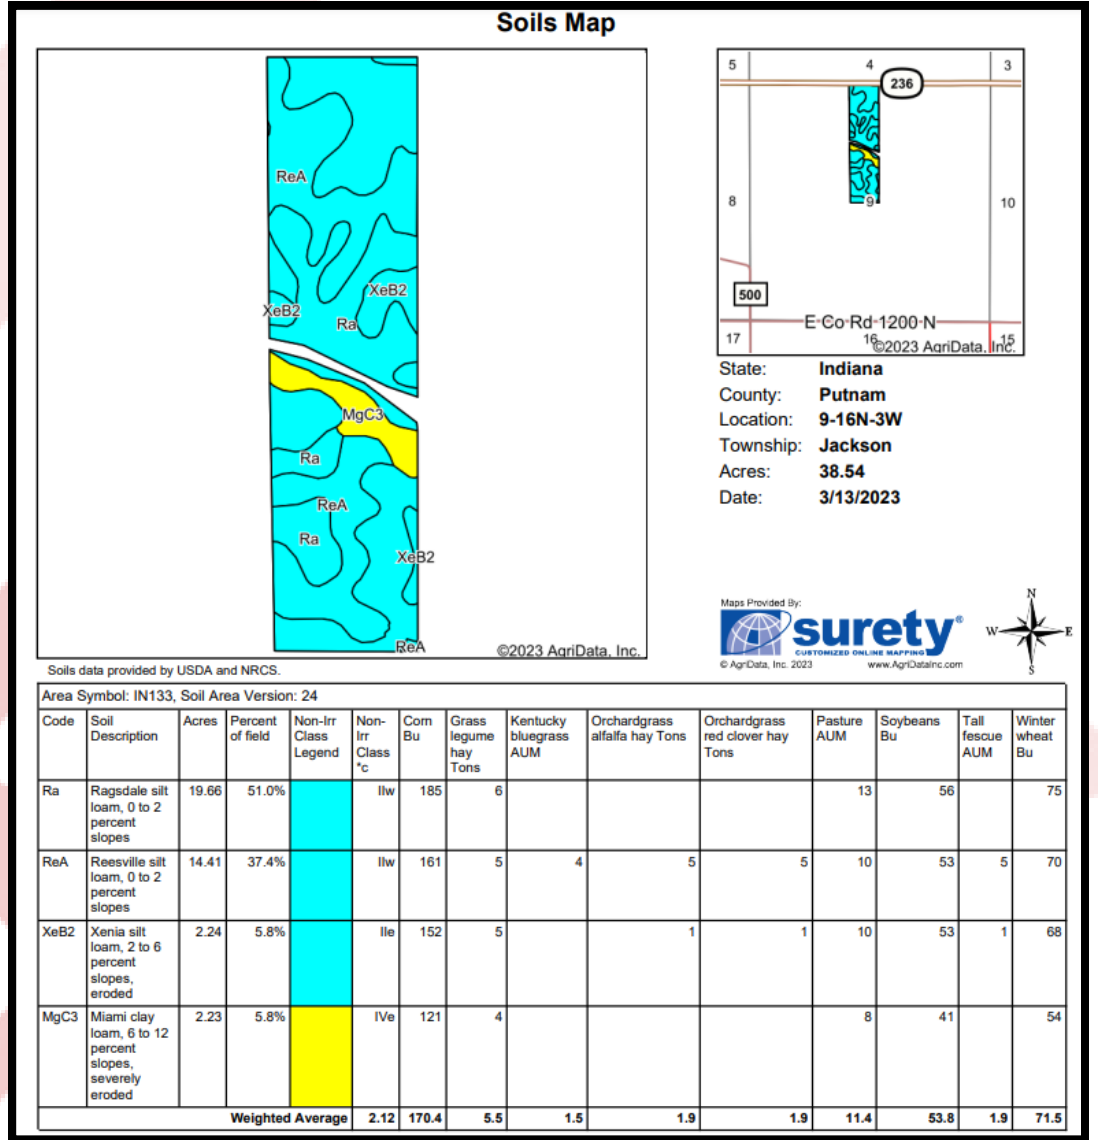 Soils Map
ReA
XeB2
XeB2
Ra
MgC3
Ra
ReA
Ra
XeB2
ReA
©2023 AgriData, Inc.
5 4 3
236
8 9 10
500
E Co Rd 1200 N
17 16 15
©2023 AgriData, Inc.
State: Indiana
County: Putnam
Location: 9-16N-3W
Township: Jackson
Acres: 38.54
Date: 3/13/2023
Maps Provided By:
surety®
CUSTOMIZED ONLINE MAPPING
© AgriData, Inc. 2023 www.AgriDataInc.com
N
W E
S
Soils data provided by USDA and NRCS.
Area Symbol: IN133, Soil Area Version: 24
Code Soil Acres Percent Non-Irr Non- Corn Grass Kentucky Orchardgrass Orchardgrass Pasture Soybeans Tall Winter
Description of field Class Irr Bu legume bluegrass alfalfa hay Tons red clover hay AUM Bu fescue wheat
Legend Class hay AUM Tons AUM Bu
*c Tons
Ra Ragsdale silt 19.66 51.0% IIw 185 6 13 56 75
loam, 0 to 2
percent
slopes
ReA Reesville silt 14.41 37.4% IIw 161 5 4 5 5 10 53 5 70
loam, 0 to 2
percent
slopes
XeB2 Xenia silt 2.24 5.8% IIe 152 5 1 1 10 53 1 68
loam, 2 to 6
percent
slopes,
eroded
MgC3 Miami clay 2.23 5.8% IVe 121 4 8 41 54
loam, 6 to 12
percent
slopes,
severely
eroded
Weighted Average 2.12 170.4 5.5 1.5 1.9 1.9 11.4 53.8 1.9 71.5